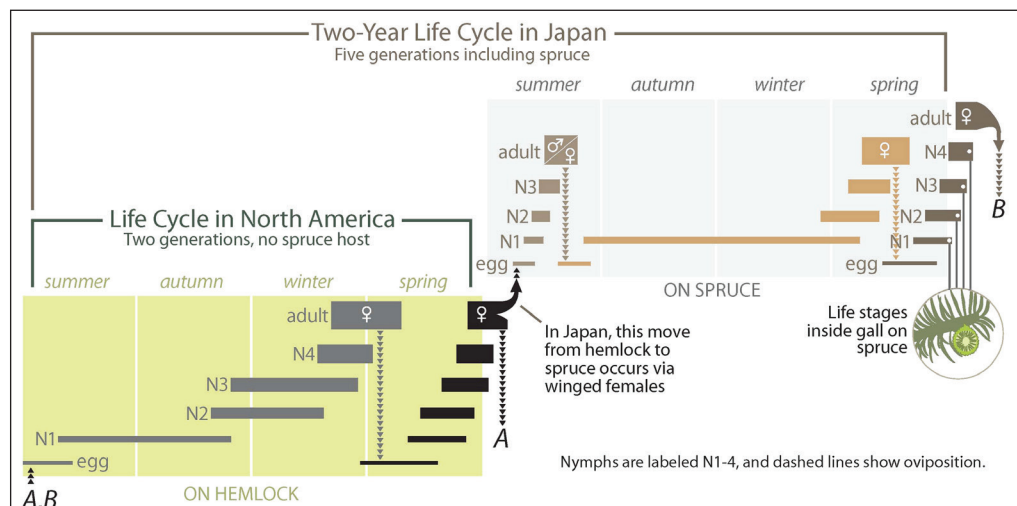 Two-Year Life Cycle in Japan
Five generations including spruce
summer autumn winter spring
adult ♂ ♀ ♀ adult ♀
N3 N4
N2 N3
N1 N2
egg N1
egg
B
ON SPRUCE
Life Cycle in North America
Two generations, no spruce host
summer autumn winter spring
adult ♀ ♀
N4
N3
N2
N1
egg
A,B
A
ON HEMLOCK
In Japan, this move
from hemlock to
spruce occurs via
winged females
Life stages
inside gall on
spruce
Nymphs are labeled N1-4, and dashed lines show oviposition.